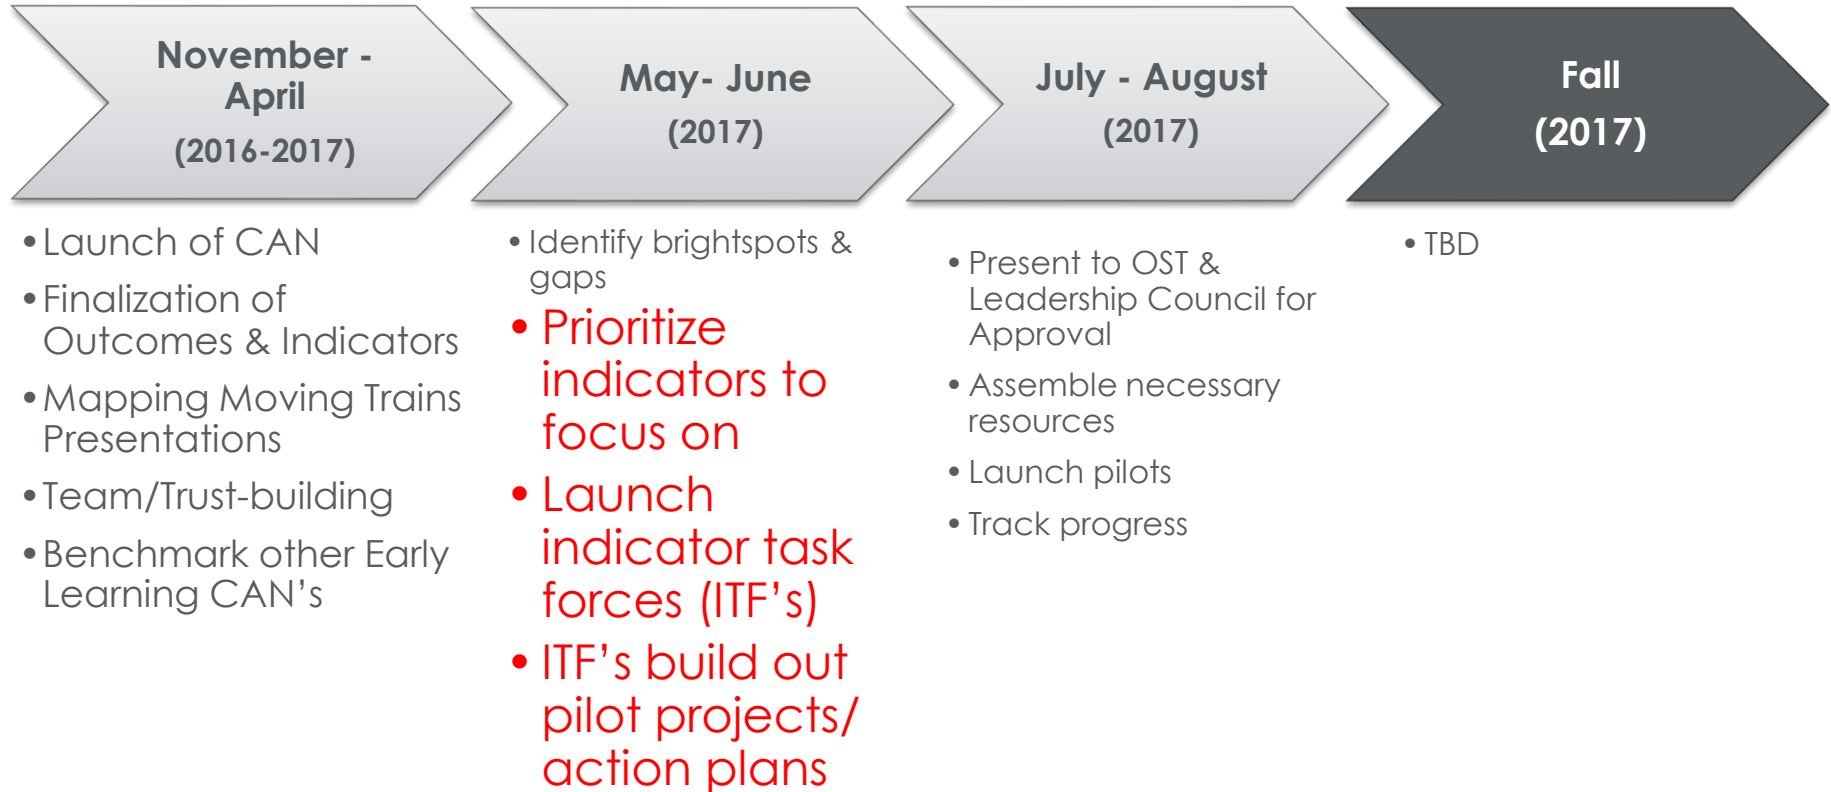 November -
April
(2016-2017)
May- June
(2017)
July - August
(2017)
Fall
(2017)
•Launch of CAN
•Finalization of
Outcomes & Indicators
•Mapping Moving Trains
Presentations
•Team/Trust-building
•Benchmark other Early
Learning CAN’s
•Identify brightspots &
gaps
•Prioritize
indicators to
focus on
•Launch
indicator task
forces (ITF’s)
•ITF’s build out
pilot projects/
action plans
•Present to OST &
Leadership Council for
Approval
•Assemble necessary
resources
•Launch pilots
•Track progress
•TBD